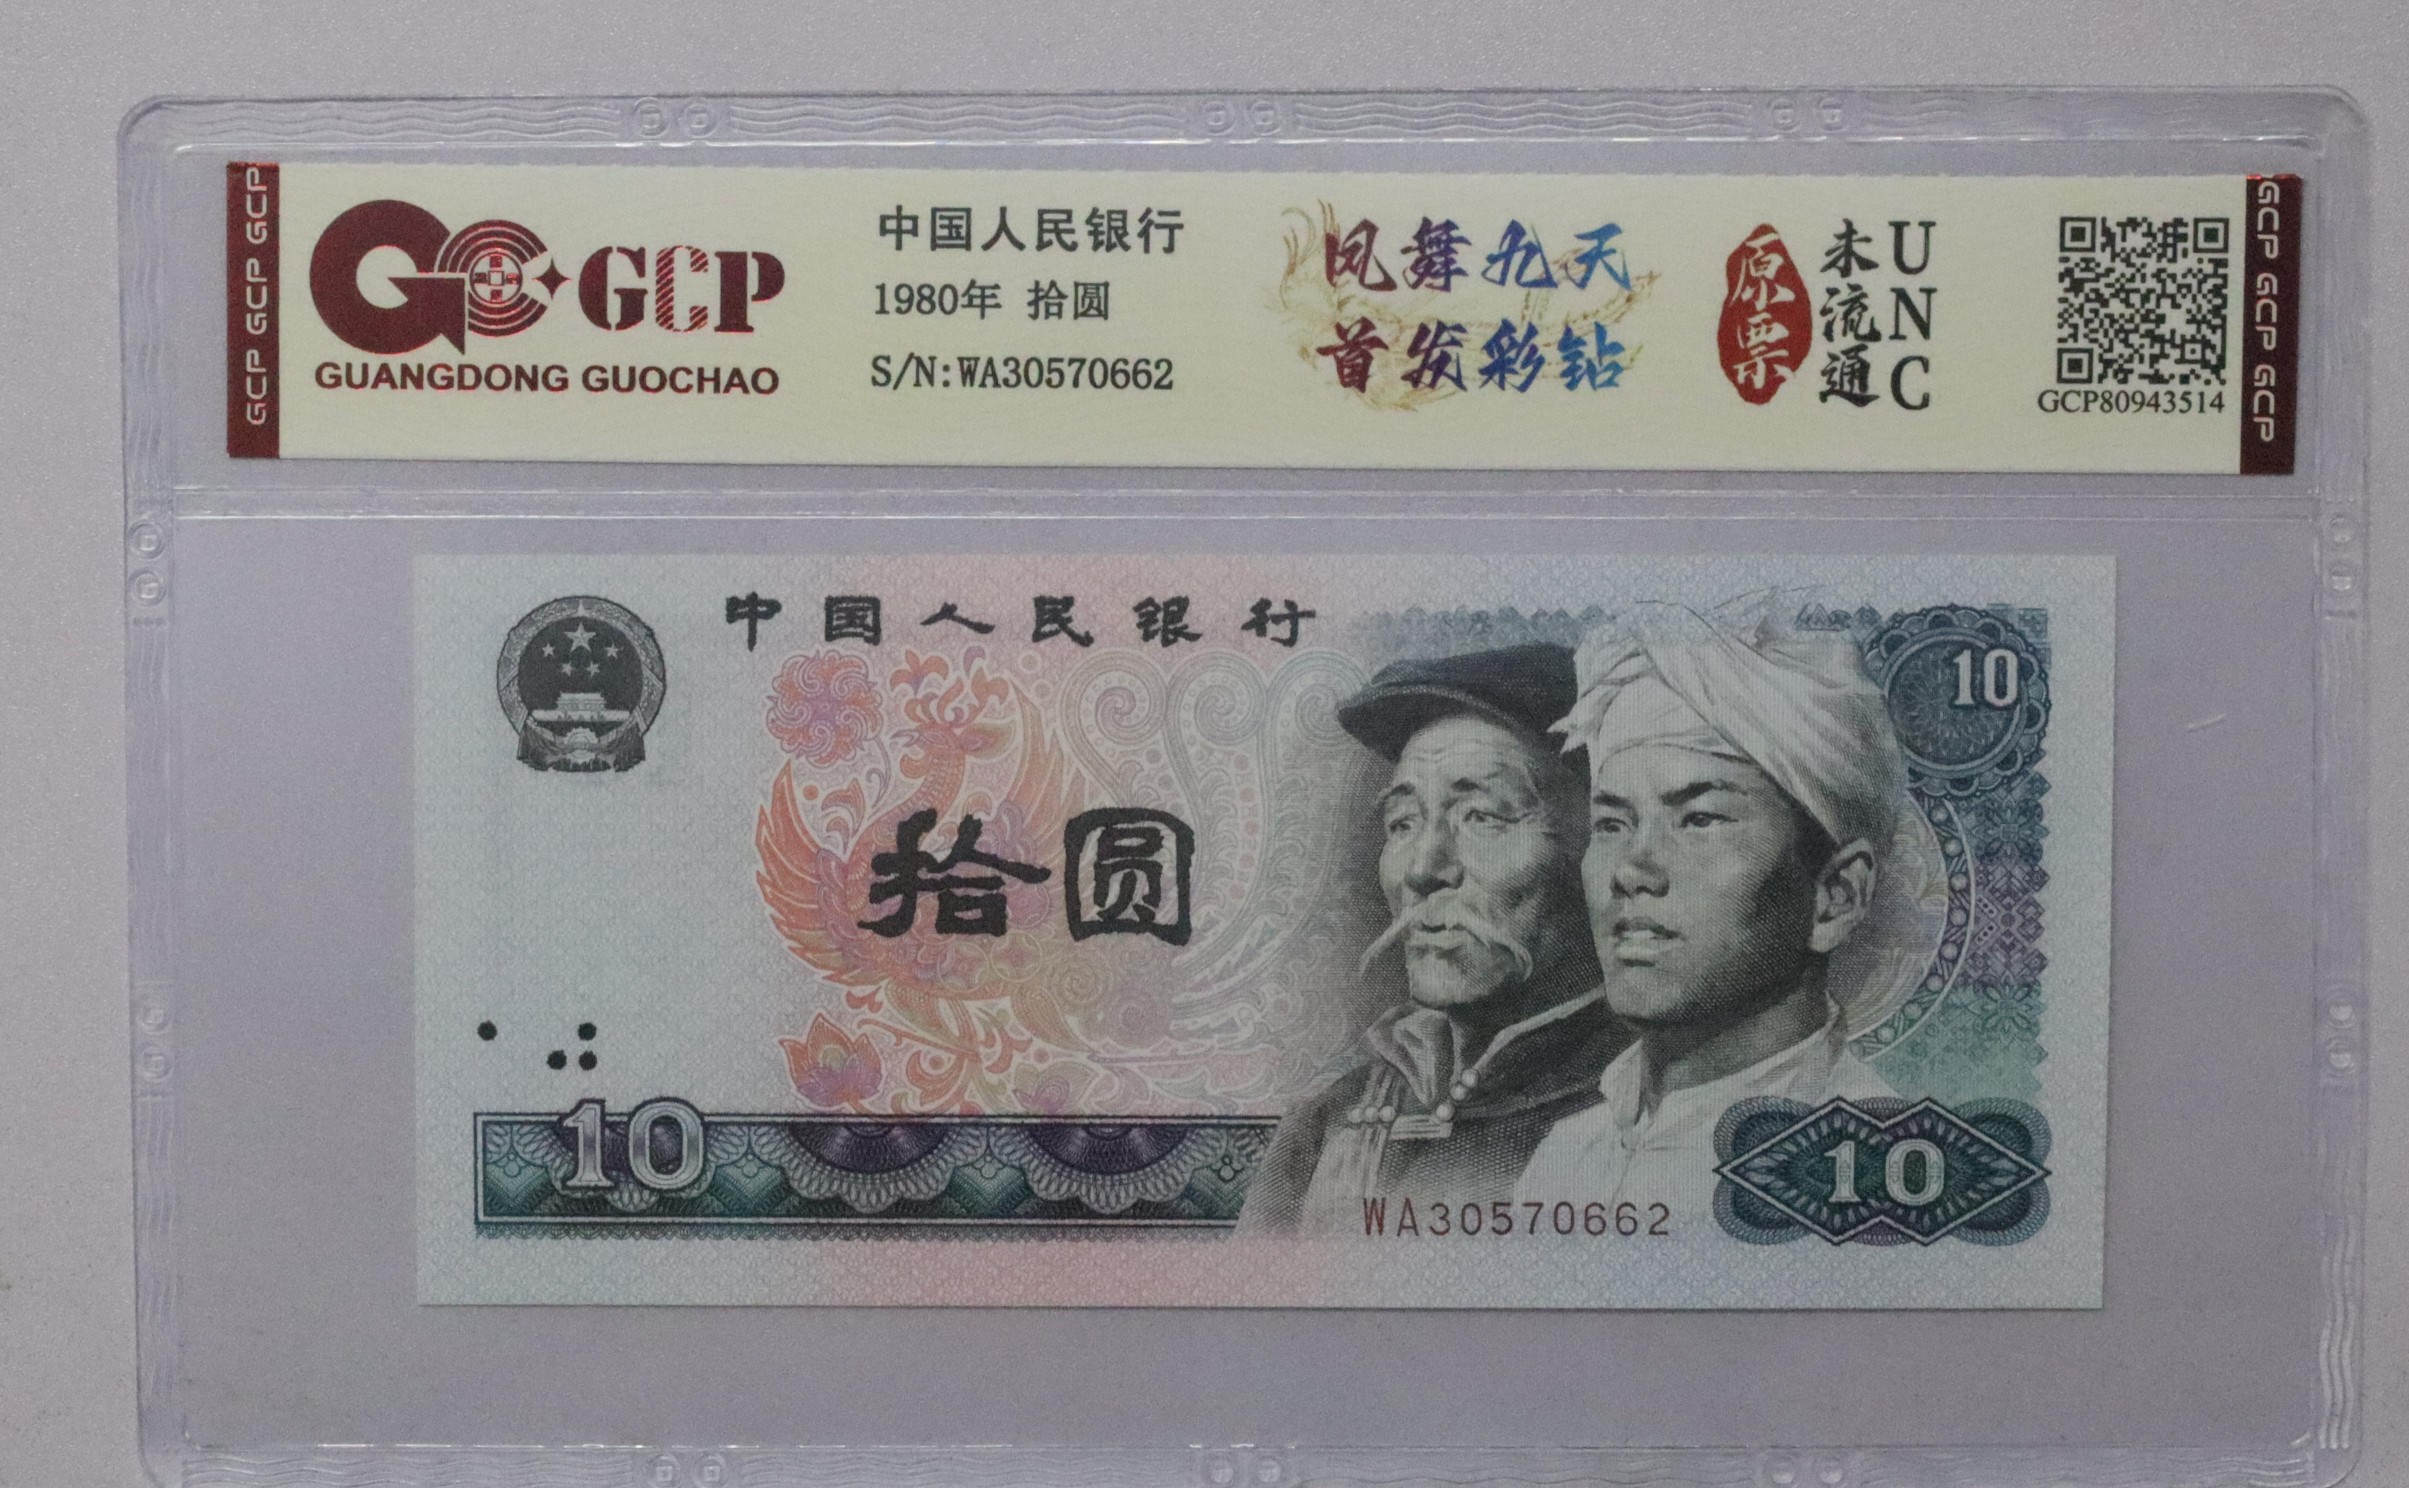 GCP GCP GCP
GCP
GUANGDONG GUOCHAO
中国人民银行
1980年 拾圆
S/N:WA30570662
凤舞九天
首发彩钻
原票
未流通
UNC
GCP80943514
GCP GCP GCP
中国人民银行
10
拾圆
10
WA30570662
10